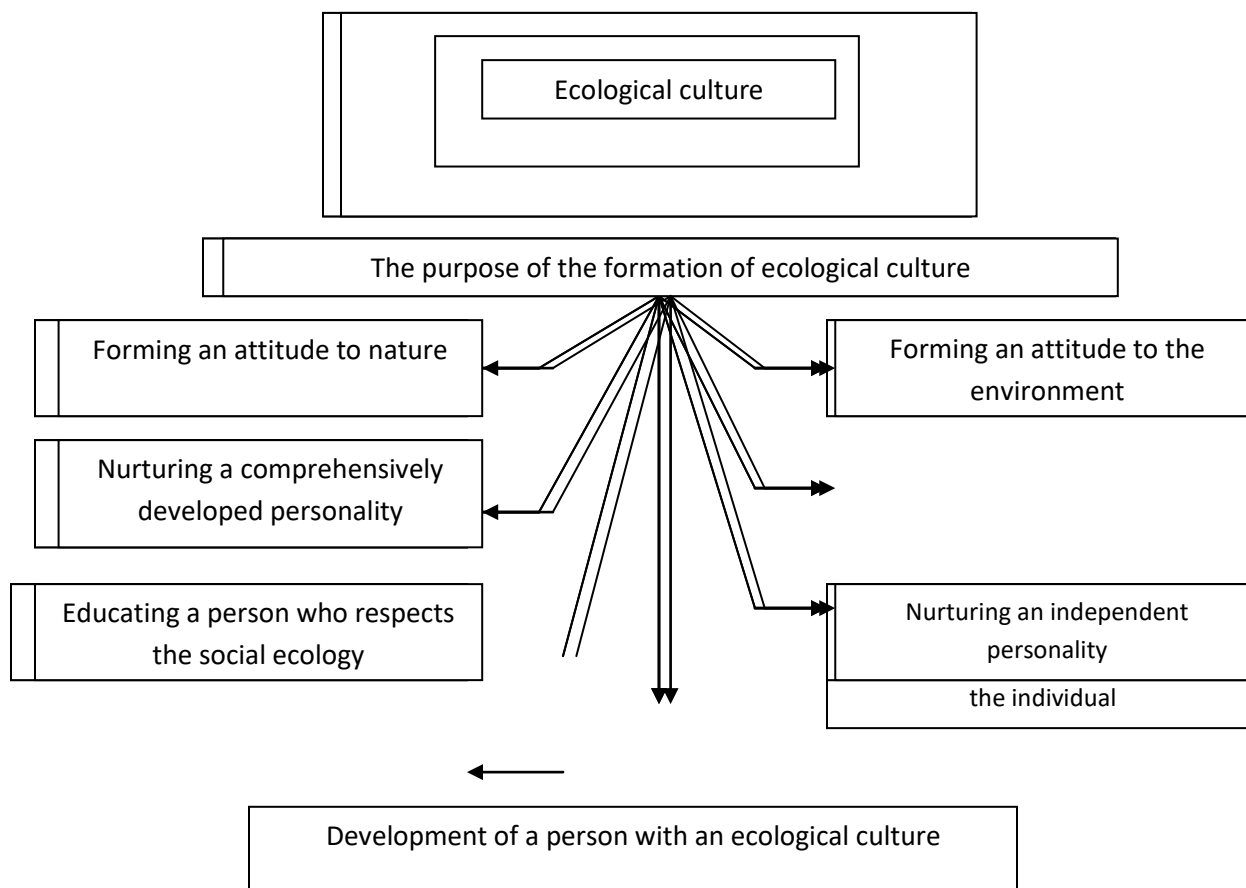 Ecological culture
The purpose of the formation of ecological culture
Forming an attitude to nature
Forming an attitude to the
environment
Nurturing a comprehensively
developed personality
Educating a person who respects
the social ecology
Nurturing an independent
personality
the individual
Development of a person with an ecological culture